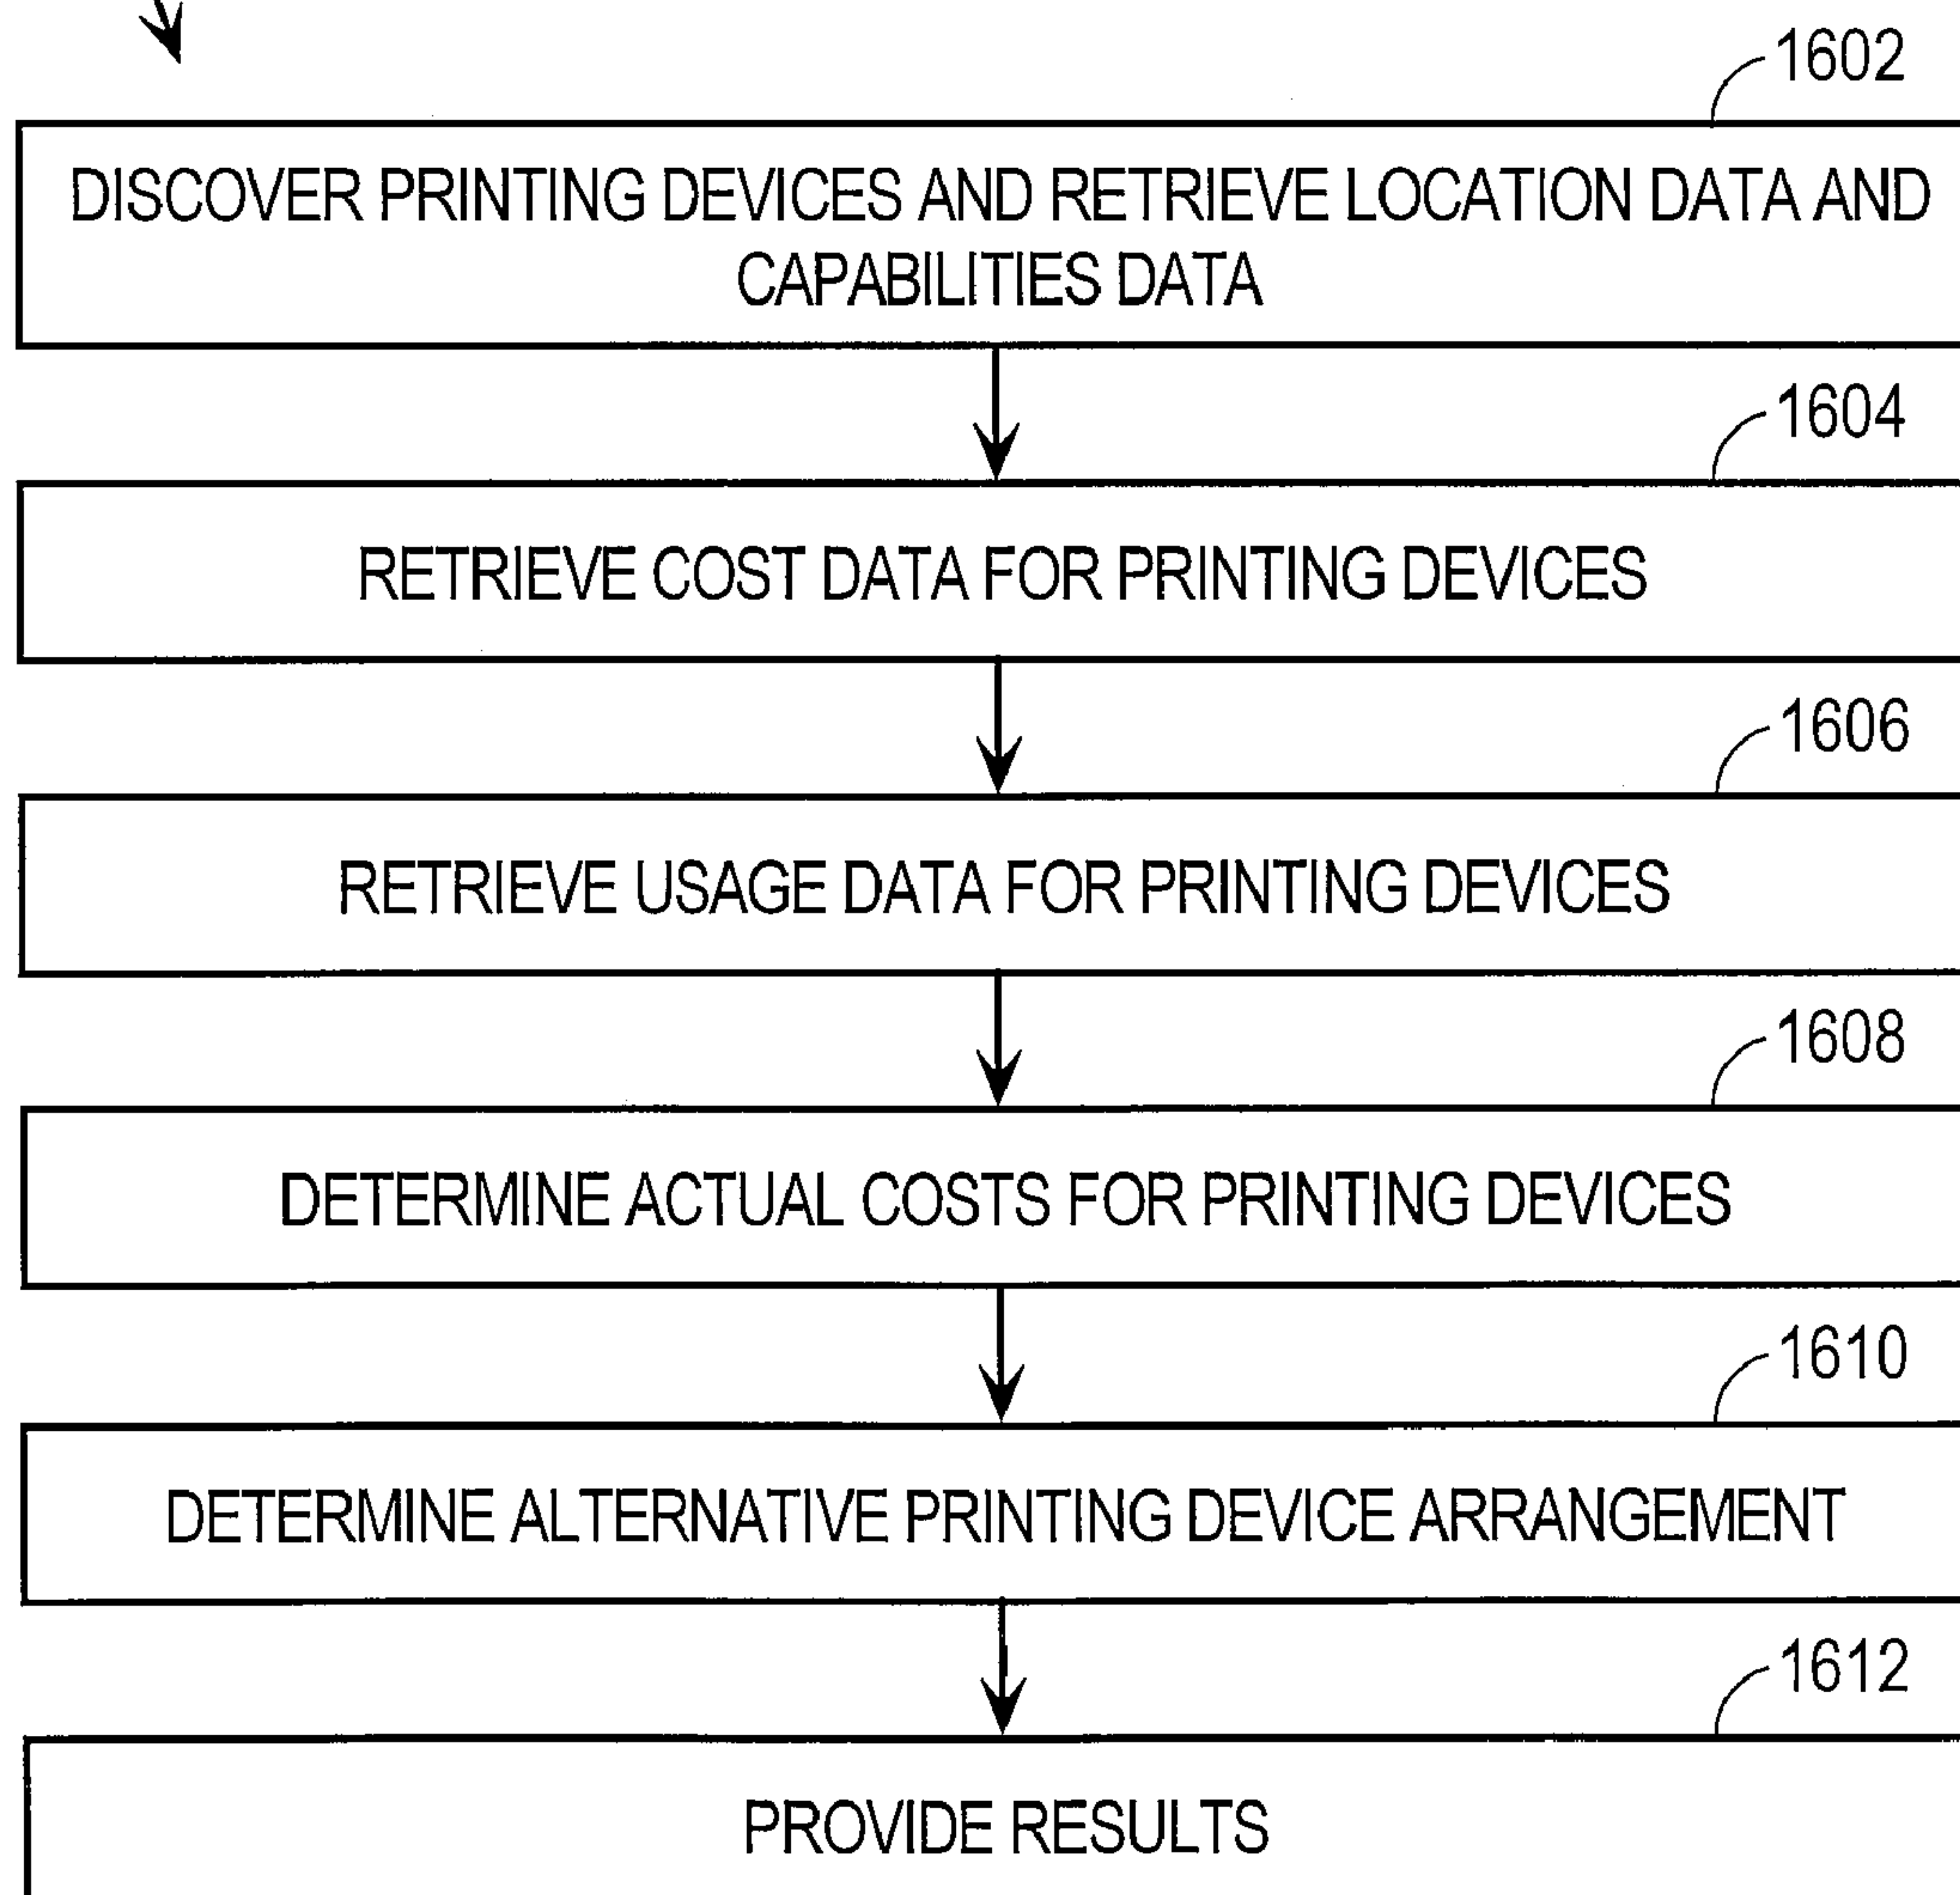 1602
DISCOVER PRINTING DEVICES AND RETRIEVE LOCATION DATA AND
CAPABILITIES DATA
1604
RETRIEVE COST DATA FOR PRINTING DEVICES
1606
RETRIEVE USAGE DATA FOR PRINTING DEVICES
1608
DETERMINE ACTUAL COSTS FOR PRINTING DEVICES
1610
DETERMINE ALTERNATIVE PRINTING DEVICE ARRANGEMENT
1612
PROVIDE RESULTS